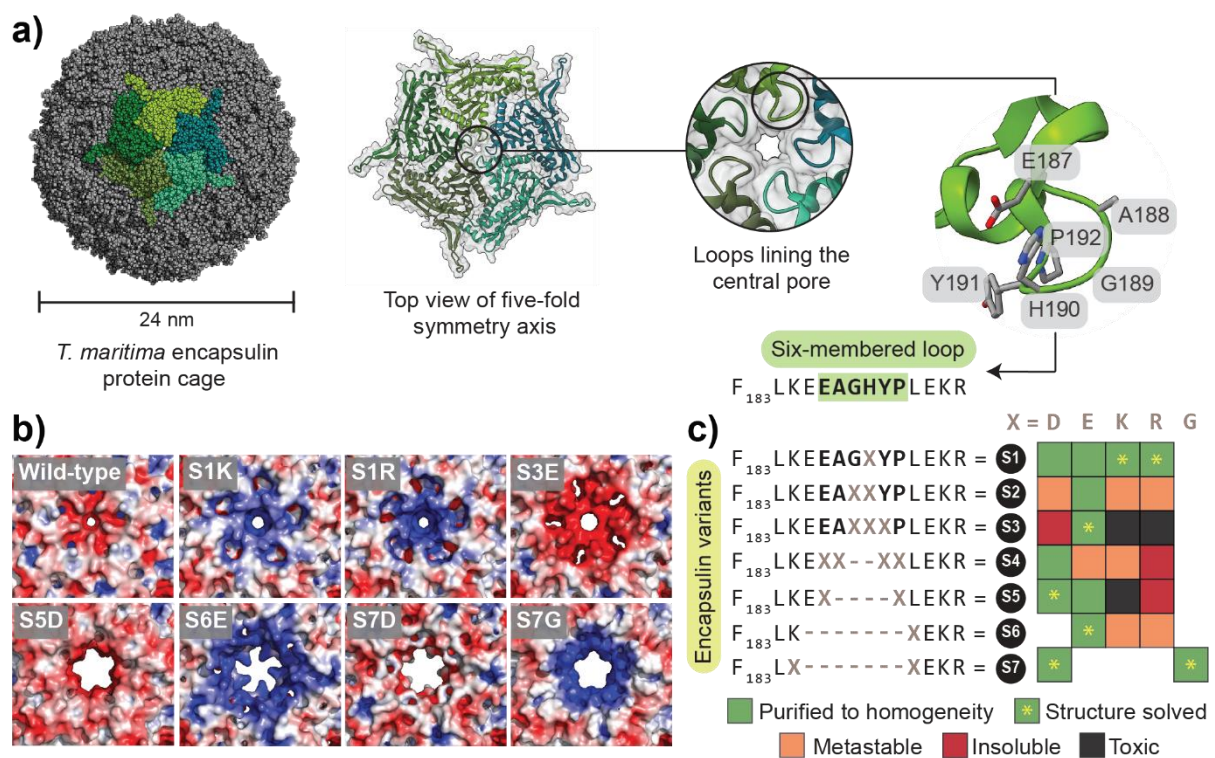 a)
24 nm
T. maritima encapsulin
protein cage
Top view of five-fold
symmetry axis
Loops lining the
central pore
E187
A188
P192
Y191
G189
H190
Six-membered loop
F183LKEEAGHYPLEKR
b)
Wild-type
S1K
S1R
S3E
S5D
S6E
S7D
S7G
c)
X = D E K R G
Encapsulin variants
F183LKEEAGXYPLEKR = S1
F183LKEEAXXYPLEKR = S2
F183LKEEAXXXPLEKR = S3
F183LKEXX--XXLEKR = S4
F183LKEX----XLEKR = S5
F183LK-------XEKR = S6
F183LX-------XEKR = S7
Purified to homogeneity
* Structure solved
Metastable
Insoluble
Toxic